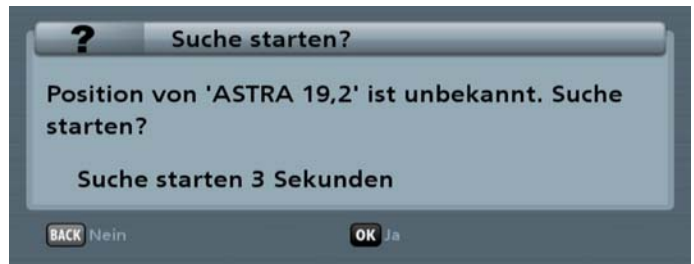 ? Suche starten?
Position von 'ASTRA 19,2' ist unbekannt. Suche
starten?
Suche starten 3 Sekunden
BACK Nein OK Ja